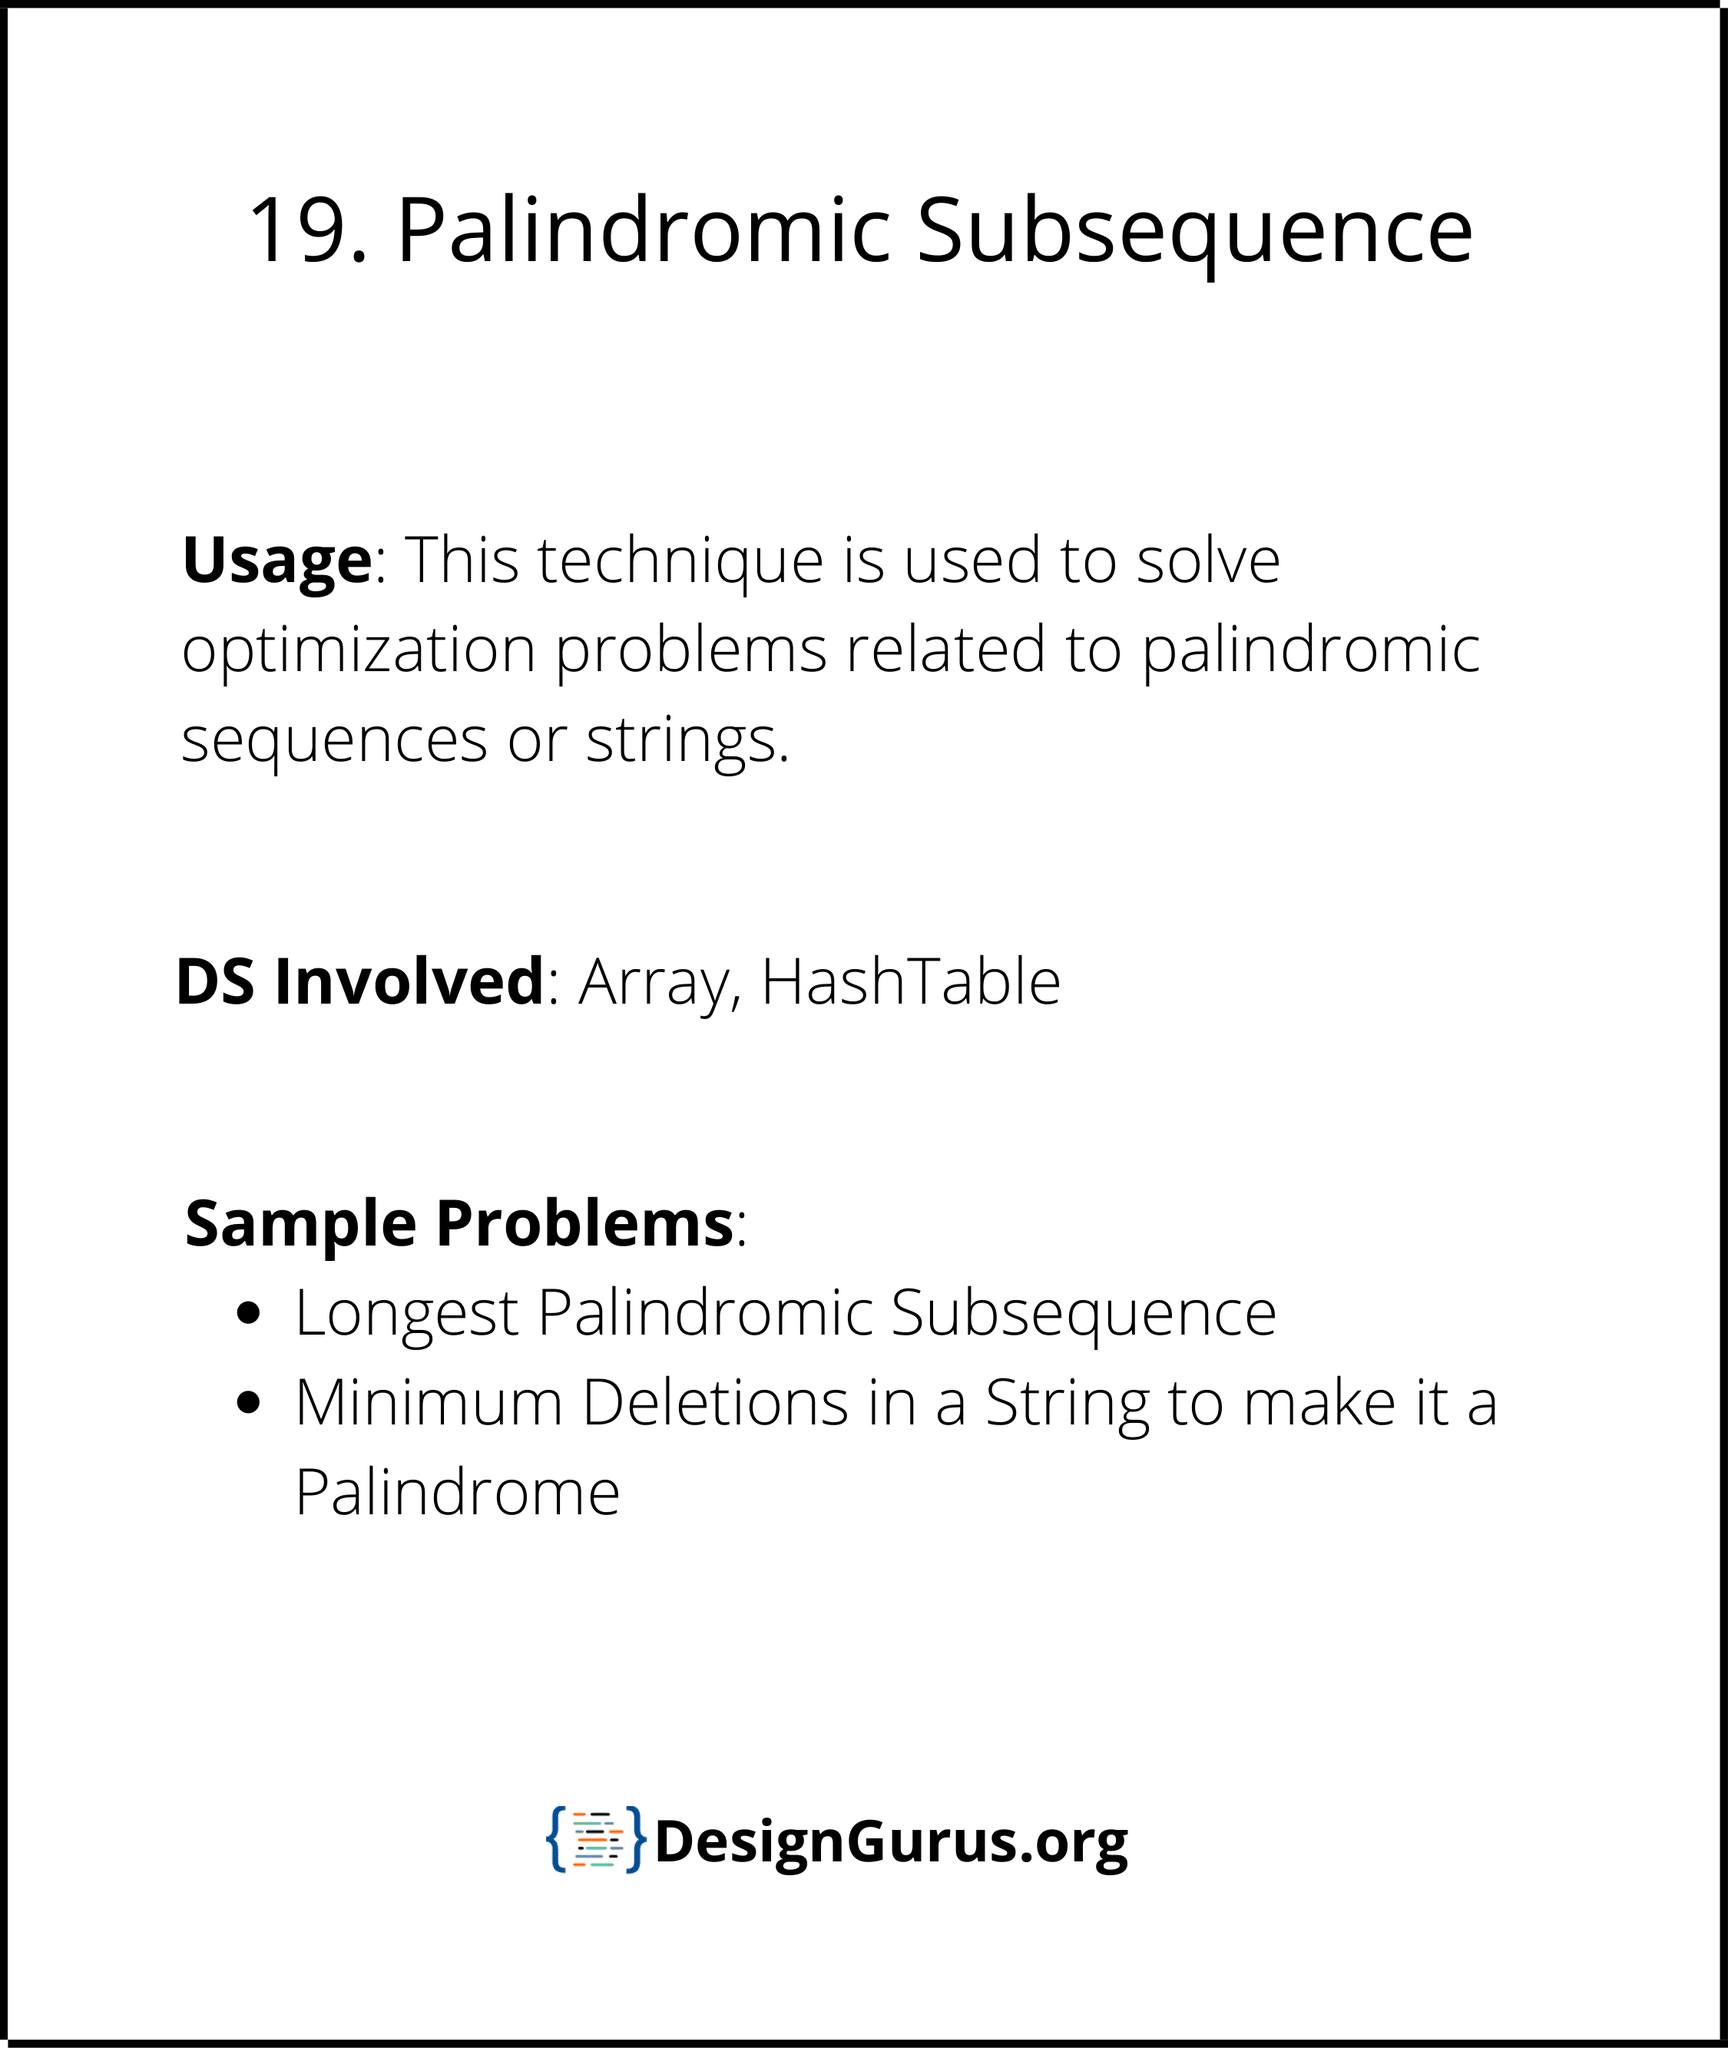 19. Palindromic Subsequence
Usage: This technique is used to solve
optimization problems related to palindromic
sequences or strings.
DS Involved: Array, HashTable
Sample Problems:
• Longest Palindromic Subsequence
• Minimum Deletions in a String to make it a
Palindrome
DesignGurus.org